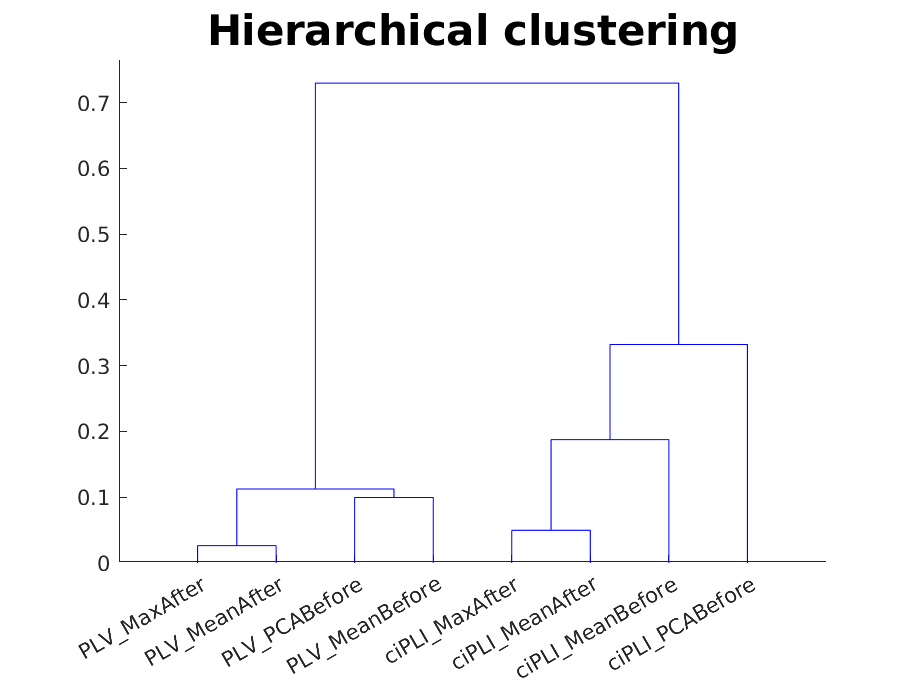 Hierarchical clustering
0.7
0.6
0.5
0.4
0.3
0.2
0.1
0
PLV_MaxAfter
PLV_MeanAfter
PLV_PCABefore
PLV_MeanBefore
ciPLI_MaxAfter
ciPLI_MeanAfter
ciPLI_MeanBefore
ciPLI_PCABefore